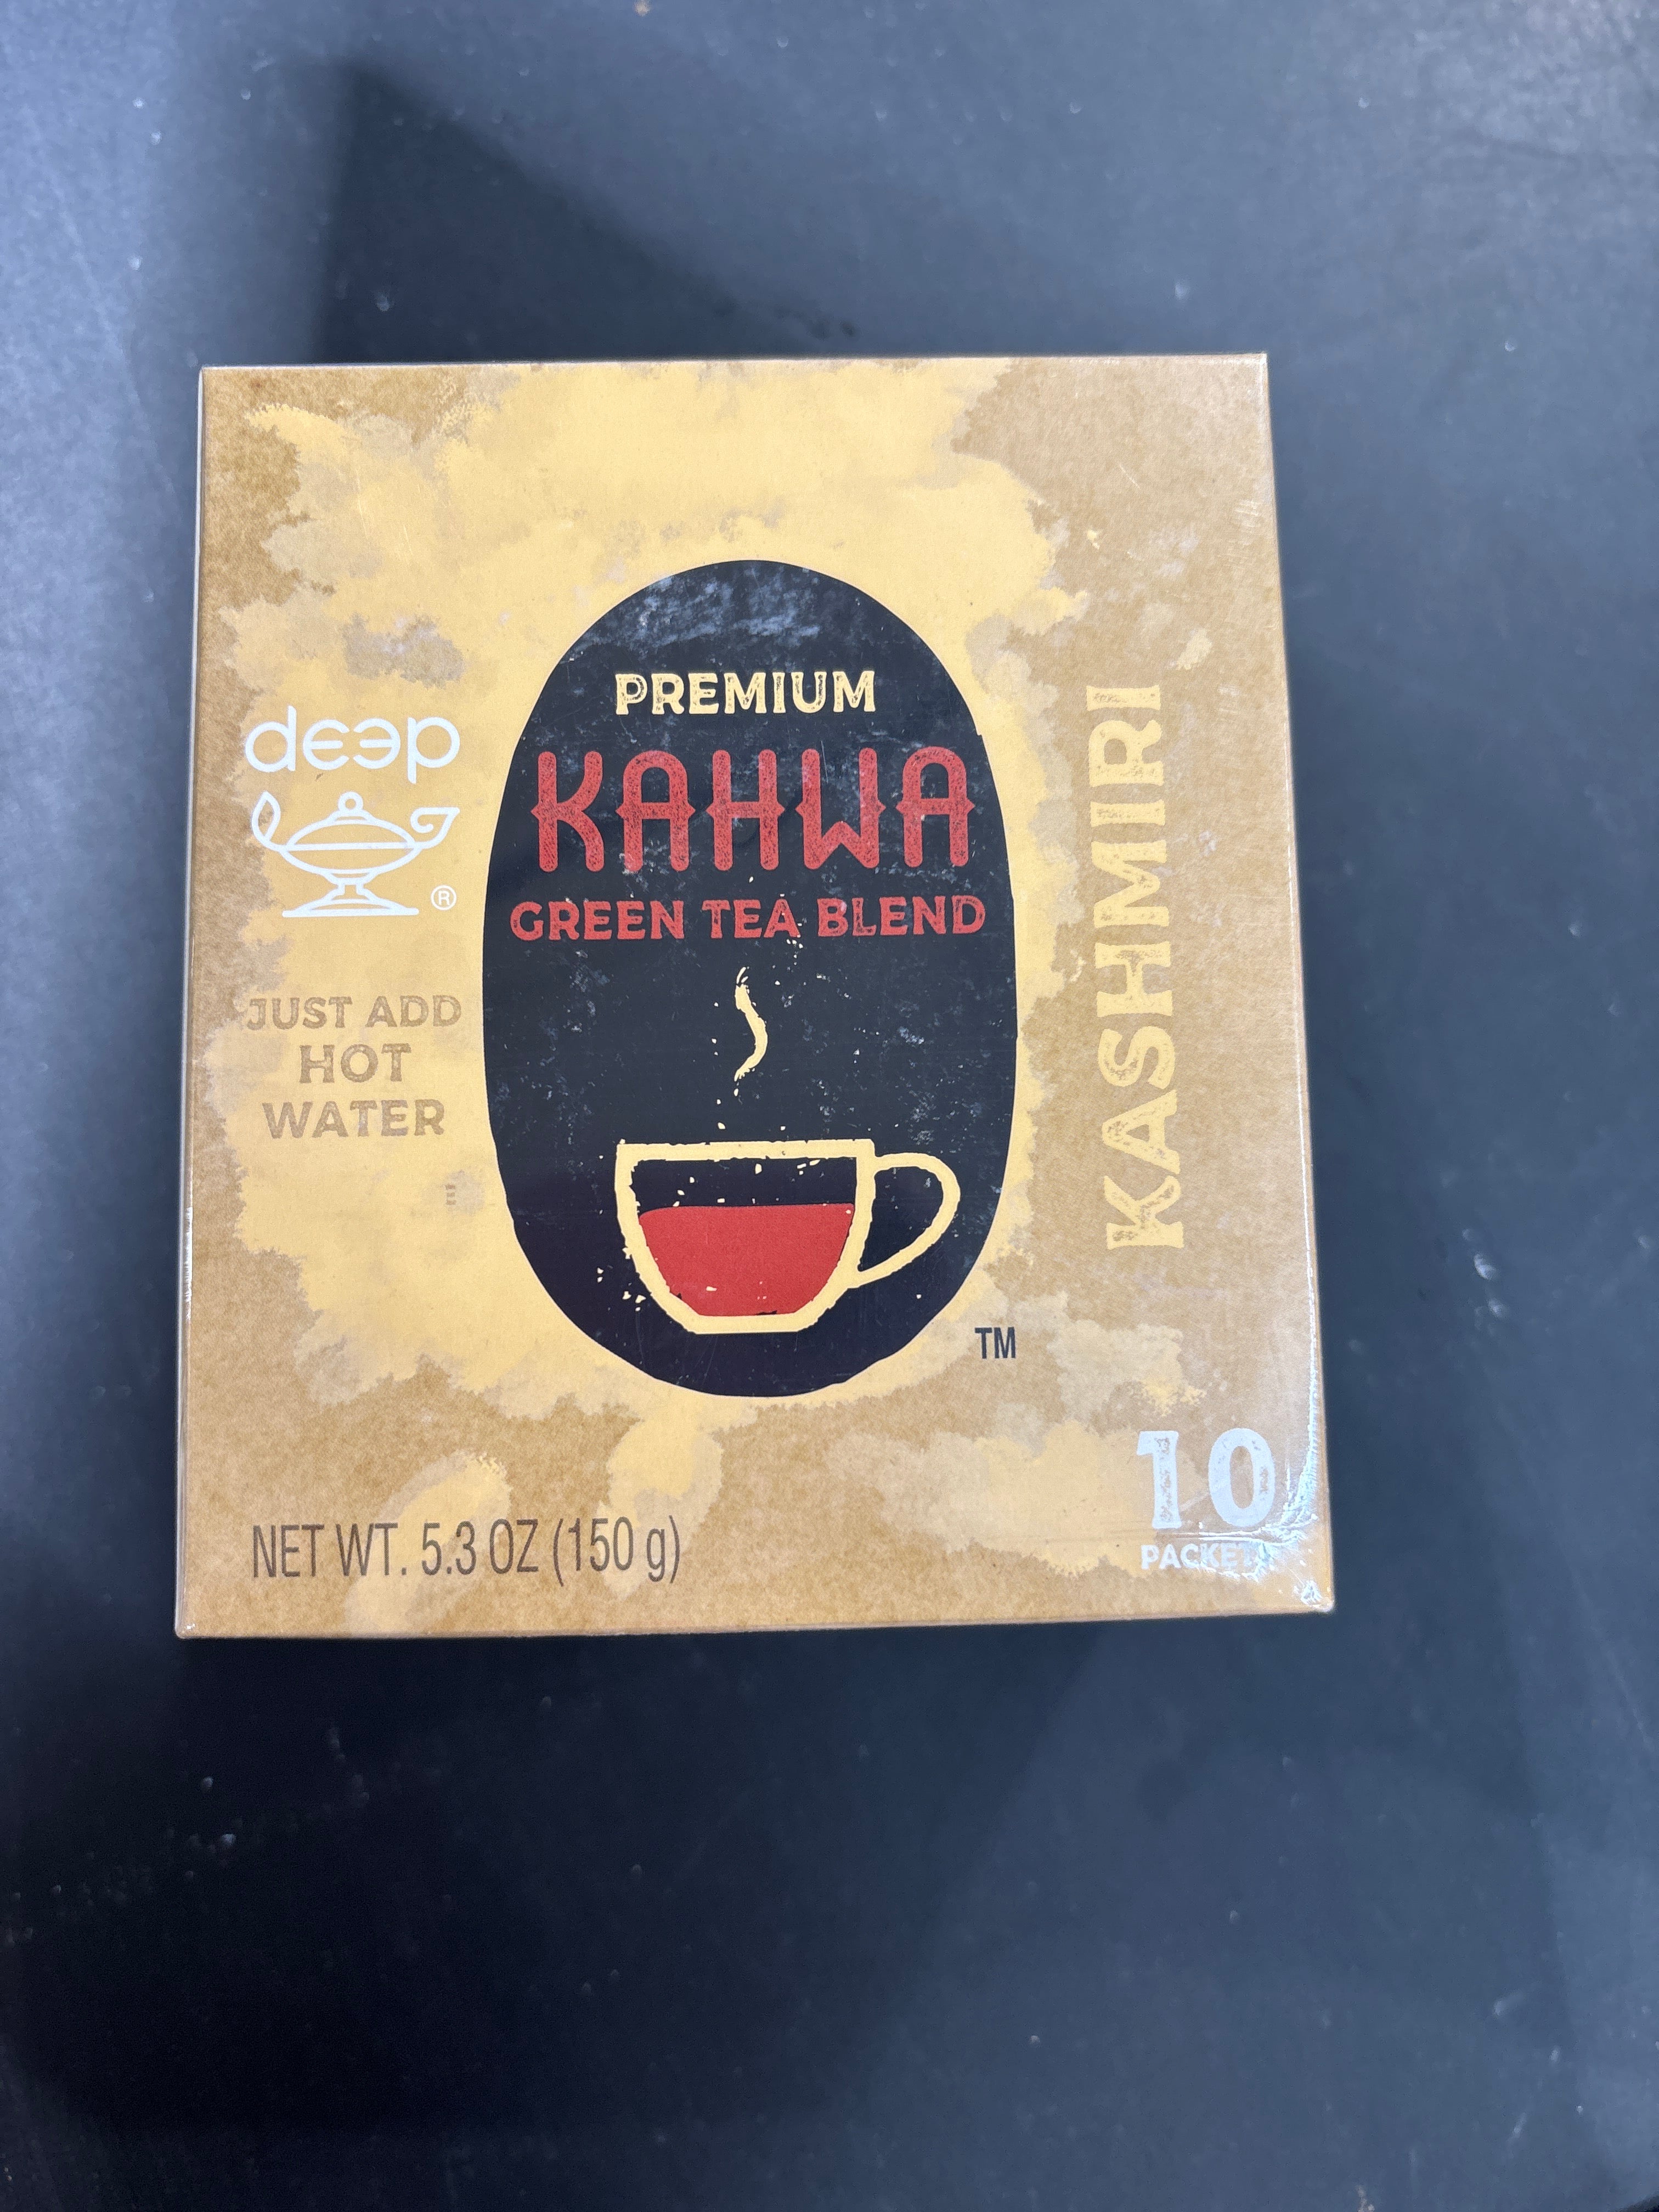 deep
®
JUST ADD
HOT
WATER
PREMIUM
KAHWA
GREEN TEA BLEND
TM
KASHMIRI
10
PACKETS
NET WT. 5.3 OZ (150 g)